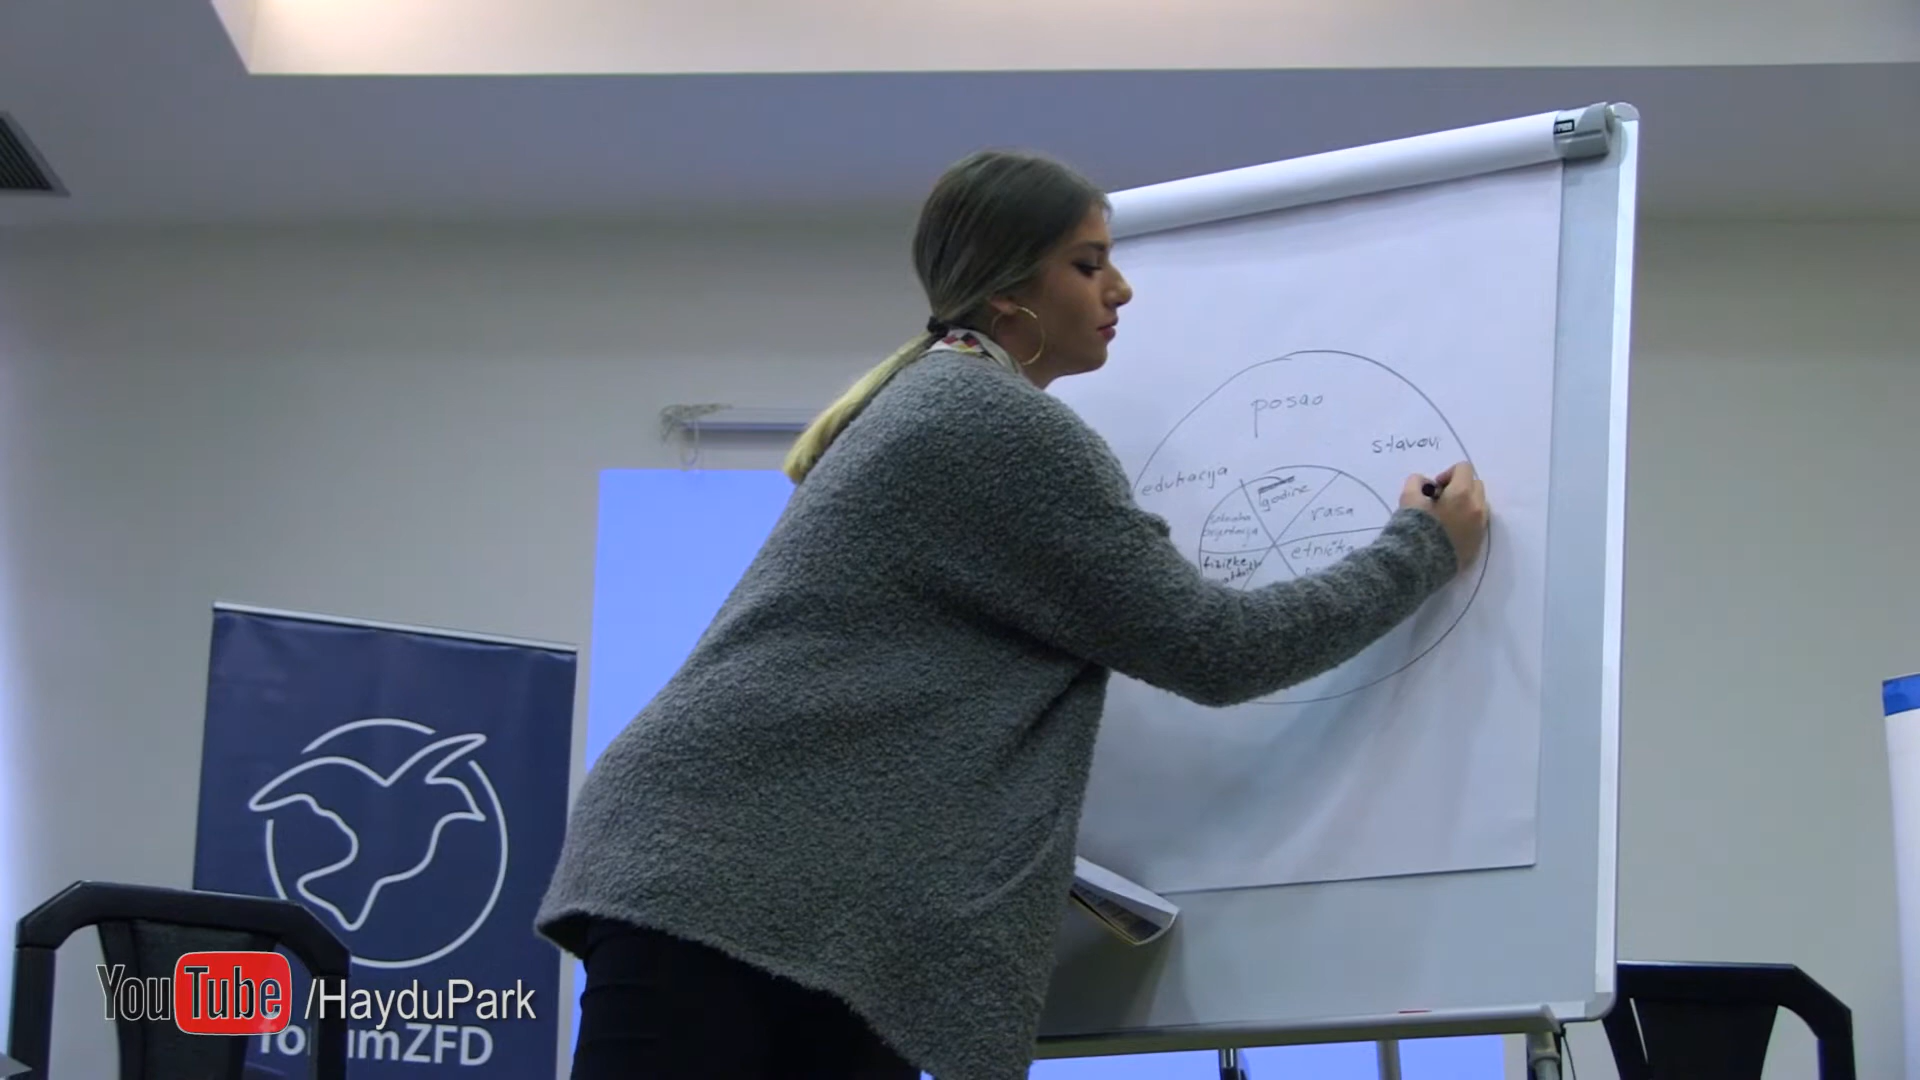 posao
stavovi
edukacija
godine
rasa
etnička
fizičke
YouTube /HayduPark
forumZFD